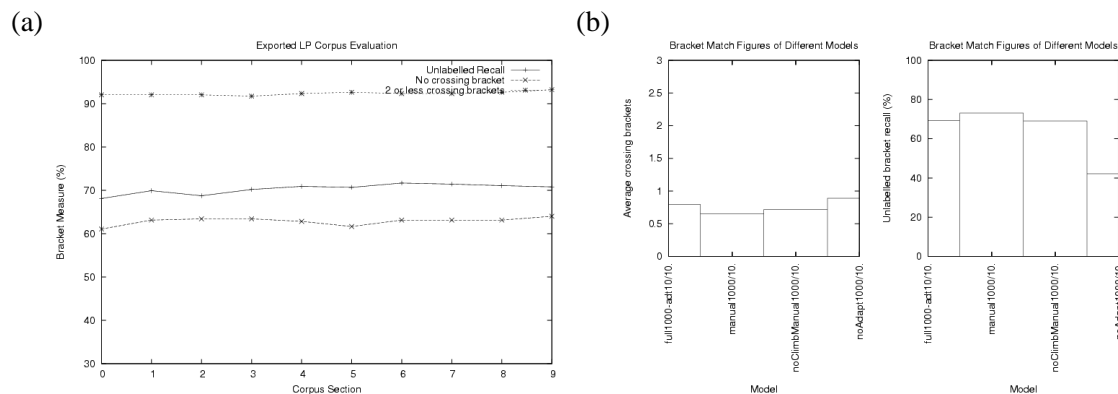 (a)
Exported LP Corpus Evaluation
Unlabelled Recall
No crossing bracket
2 or less crossing brackets
Bracket Measure (%)
100
90
80
70
60
50
40
30
0 1 2 3 4 5 6 7 8 9
Corpus Section
(b)
Bracket Match Figures of Different Models
Average crossing brackets
3
2.5
2
1.5
1
0.5
0
full1000-adt10/10.
manual1000/10.
noClimbManual1000/10.
noAdapt1000/10.
Model
Bracket Match Figures of Different Models
Unlabelled bracket recall (%)
100
80
60
40
20
0
full1000-adt10/10.
manual1000/10.
noClimbManual1000/10.
Model